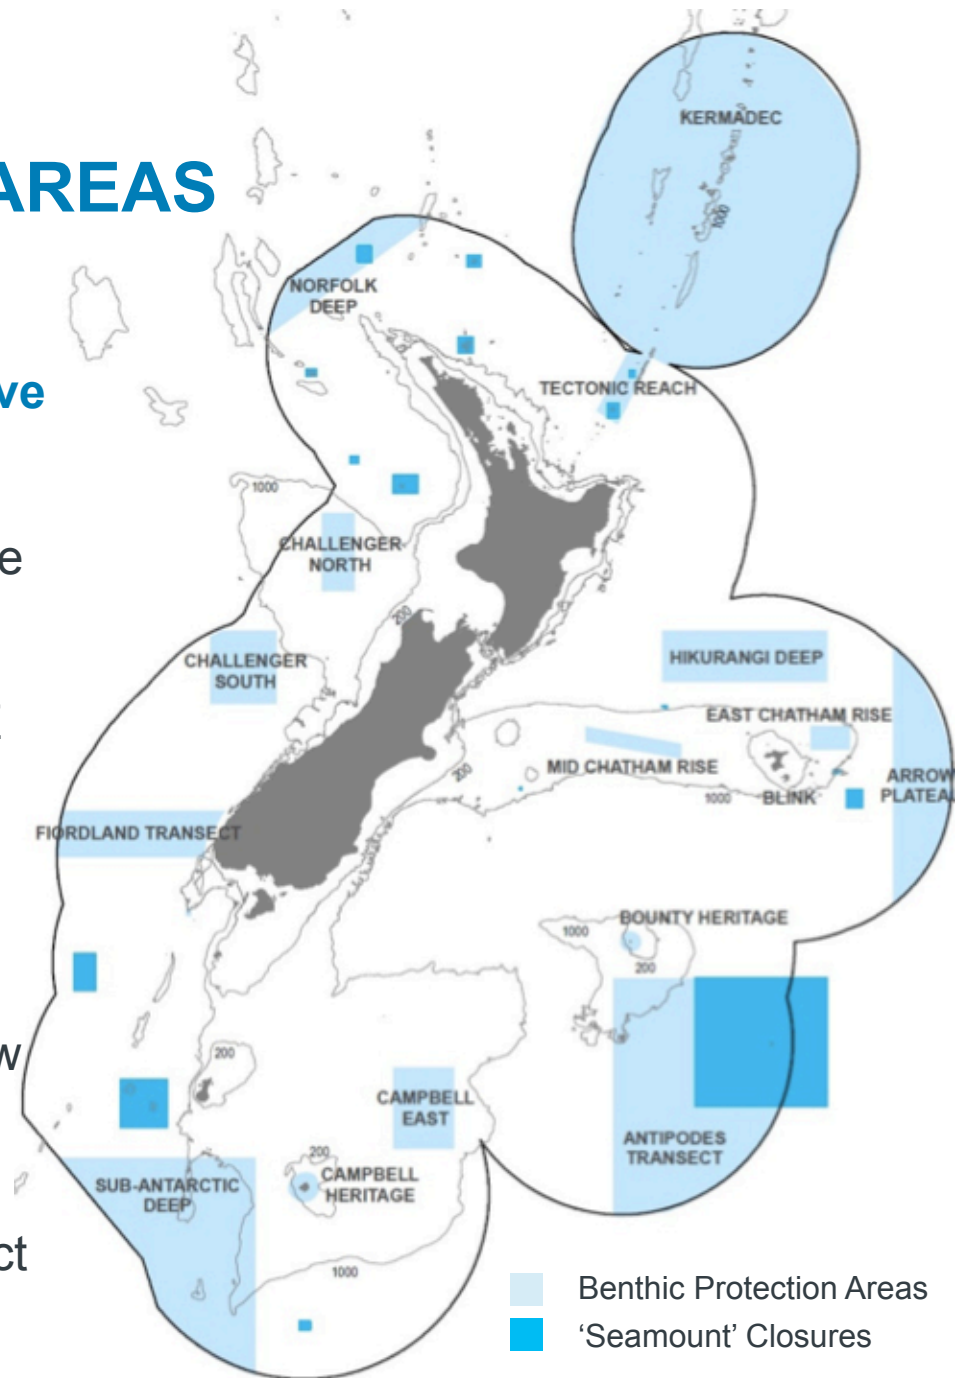 AREAS
ve
e
w
ct
KERMADEC
1000
NORFOLK
DEEP
TECTONIC REACH
1000
CHALLENGER
NORTH
200
CHALLENGER
SOUTH
HIKURANGI DEEP
EAST CHATHAM RISE
MID CHATHAM RISE
200
1000
BLINK
ARROW
PLATEAU
FIORDLAND TRANSECT
BOUNTY HERITAGE
1000
200
200
CAMPBELL
EAST
ANTIPODES
TRANSECT
200
CAMPBELL
HERITAGE
SUB-ANTARCTIC
DEEP
1000
Benthic Protection Areas
‘Seamount’ Closures